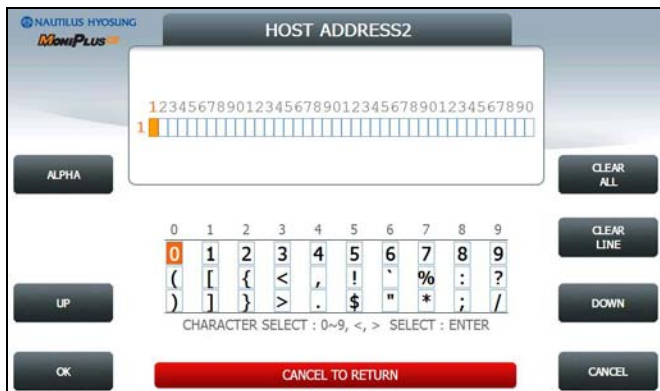 NAUTILUS HYOSUNG
MoniPlus CE
HOST ADDRESS2
1234567890123456789012345678901234567890
1
ALPHA
CLEAR
ALL
0 1 2 3 4 5 6 7 8 9
0 1 2 3 4 5 6 7 8 9
( [ { < , ! ` % : ?
) ] } > . $ " * ; /
CLEAR
LINE
UP
DOWN
CHARACTER SELECT : 0~9, <, > SELECT : ENTER
OK
CANCEL TO RETURN
CANCEL